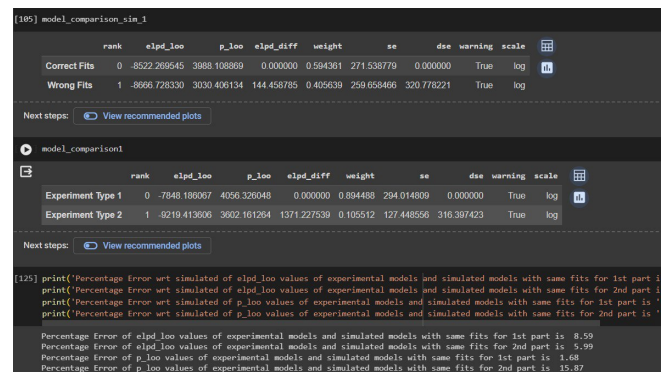 [105] model_comparison_sim_1
rank elpd_loo p_loo elpd_diff weight se dse warning scale
Correct Fits 0 -8522.269545 3988.108869 0.000000 0.594361 271.538779 0.000000 True log
Wrong Fits 1 -8666.728330 3030.406134 144.458785 0.405639 259.658466 320.778221 True log
Next steps: View recommended plots
model_comparison1
rank elpd_loo p_loo elpd_diff weight se dse warning scale
Experiment Type 1 0 -7848.186067 4056.326048 0.000000 0.894488 294.014809 0.000000 True log
Experiment Type 2 1 -9219.413606 3602.161264 1371.227539 0.105512 127.448556 316.397423 True log
Next steps: View recommended plots
[125] print('Percentage Error wrt simulated of elpd_loo values of experimental models and simulated models with same fits for 1st part i
print('Percentage Error wrt simulated of elpd_loo values of experimental models and simulated models with same fits for 2nd part i
print('Percentage Error wrt simulated of p_loo values of experimental models and simulated models with same fits for 1st part is '
print('Percentage Error wrt simulated of p_loo values of experimental models and simulated models with same fits for 2nd part is '
Percentage Error of elpd_loo values of experimental models and simulated models with same fits for 1st part is 8.59
Percentage Error of elpd_loo values of experimental models and simulated models with same fits for 2nd part is 5.99
Percentage Error of p_loo values of experimental models and simulated models with same fits for 1st part is 1.68
Percentage Error of p_loo values of experimental models and simulated models with same fits for 2nd part is 15.87